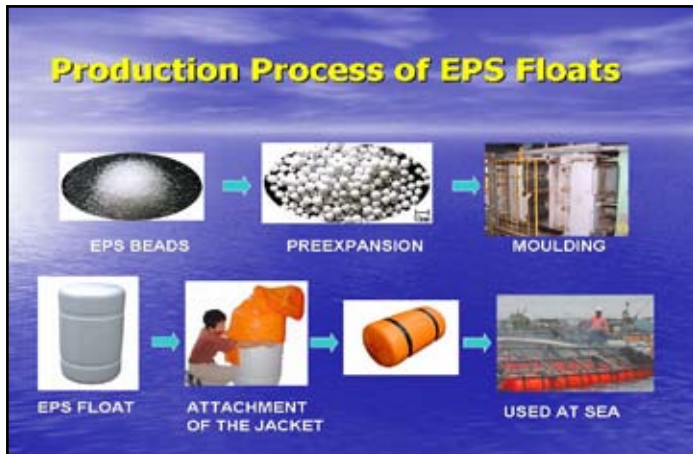 Production Process of EPS Floats
EPS BEADS
PREEXPANSION
MOULDING
EPS FLOAT
ATTACHMENT
OF THE JACKET
USED AT SEA